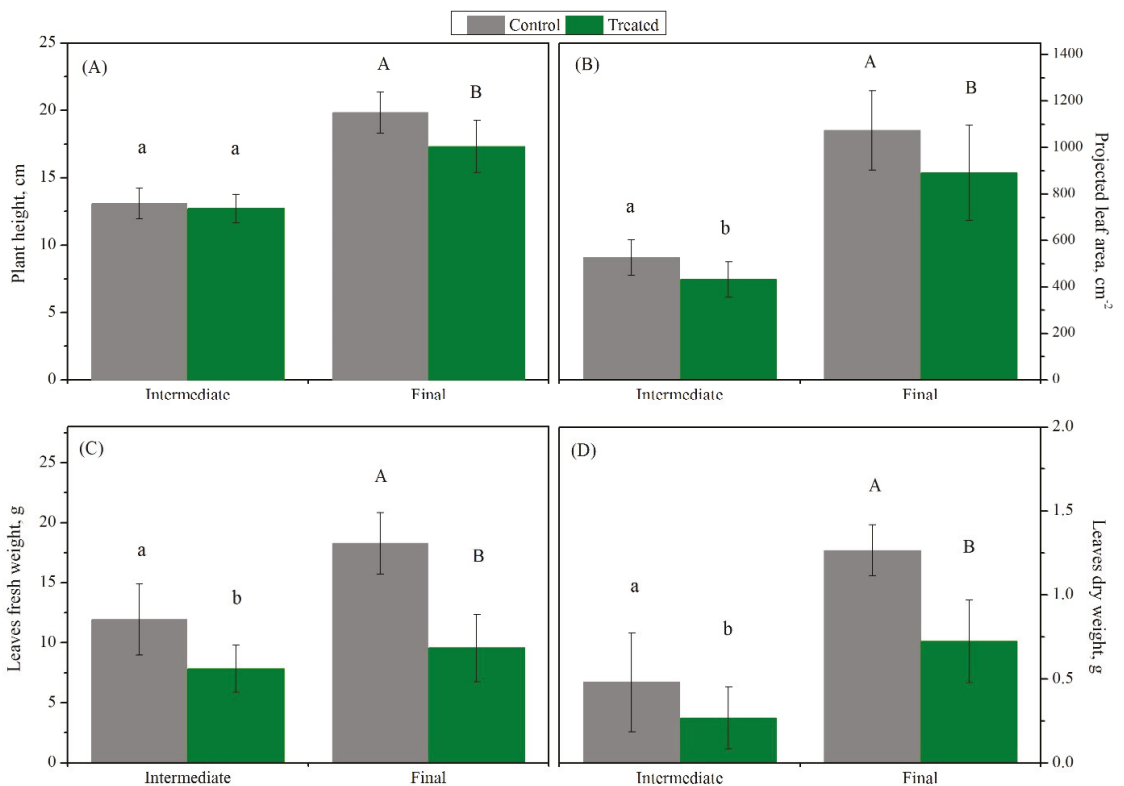 Control Treated
(A)
Plant height, cm
25
20
15
10
5
0
a a A B
Intermediate Final
(B)
Projected leaf area, cm-2
1400
1200
1000
800
600
400
200
0
a b A B
Intermediate Final
(C)
Leaves fresh weight, g
25
20
15
10
5
0
a b A B
Intermediate Final
(D)
Leaves dry weight, g
2.0
1.5
1.0
0.5
0.0
a b A B
Intermediate Final